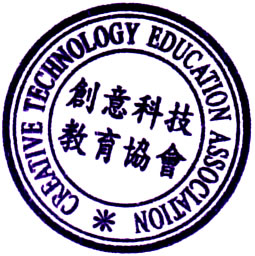 CREATIVE TECHNOLOGY EDUCATION ASSOCIATION
創意科技
教育協會